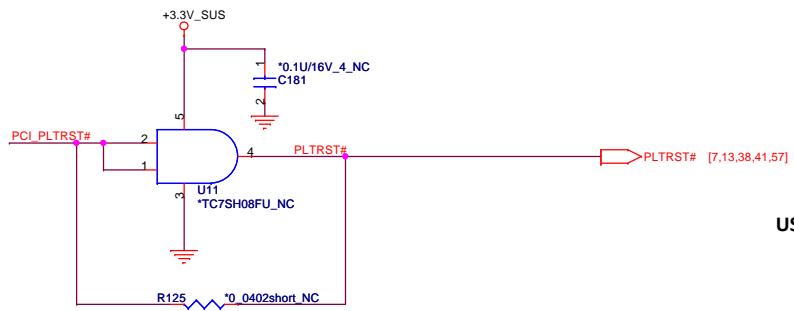 +3.3V_SUS
1
*0.1U/16V_4_NC
C181
2
5
PCI_PLTRST#
2
1
4
PLTRST#
PLTRST# [7,13,38,41,57]
3
U11
*TC7SH08FU_NC
US
R125 *0_0402short_NC